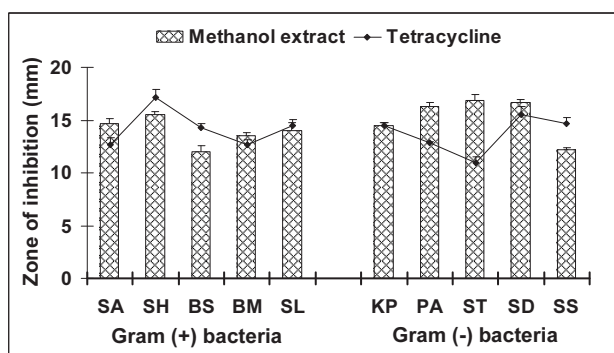 Methanol extract Tetracycline
Zone of inhibition (mm)
20
15
10
5
0
SA SH BS BM SL KP PA ST SD SS
Gram (+) bacteria Gram (-) bacteria